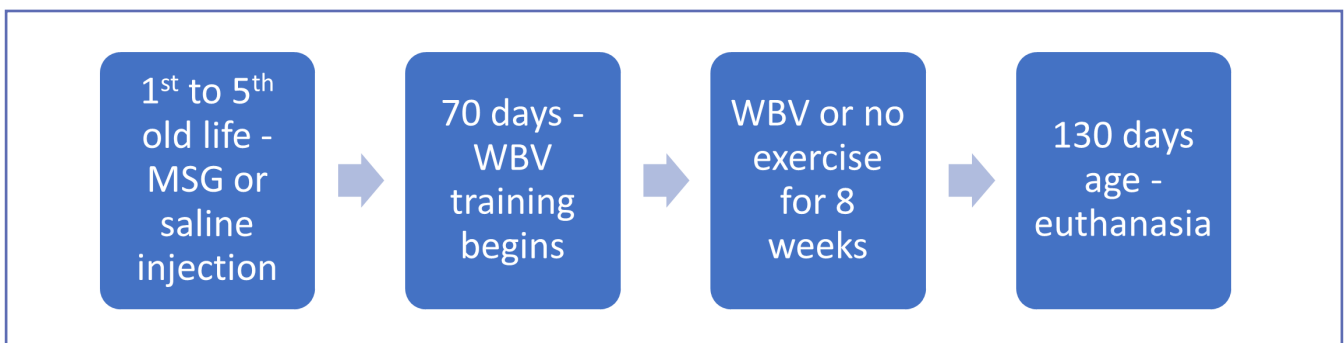 1st to 5th
old life -
MSG or
saline
injection
70 days -
WBV
training
begins
WBV or no
exercise
for 8
weeks
130 days
age -
euthanasia